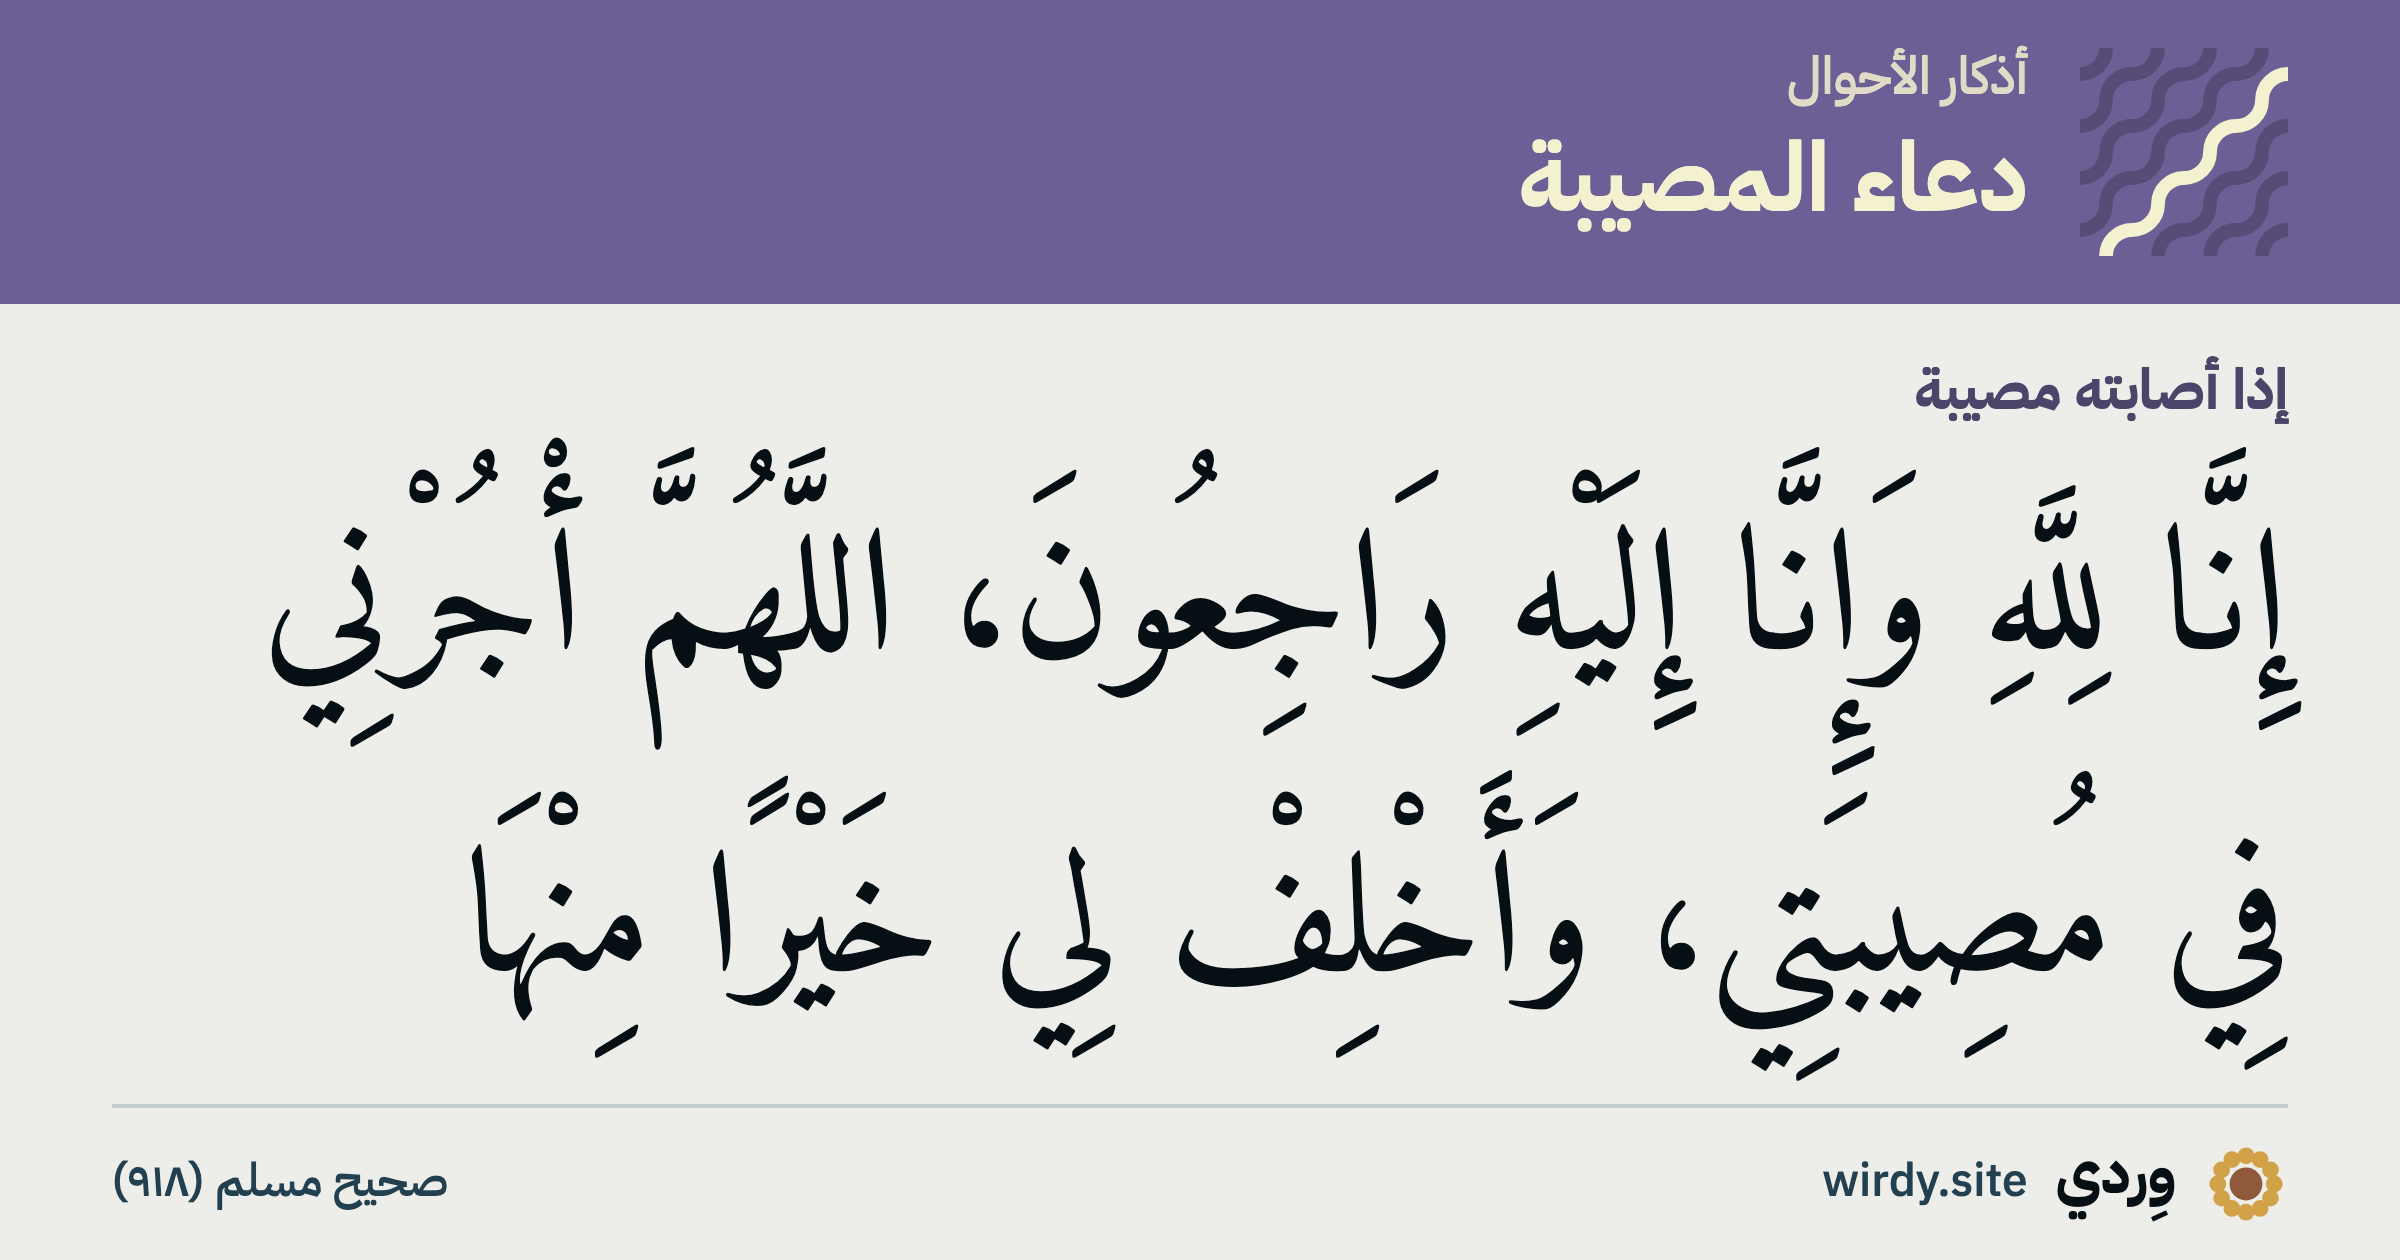 أذكار الأحوال
دعاء المصيبة
إذا أصابته مصيبة
إِنَّا لِلَّهِ وَإِنَّا إِلَيْهِ رَاجِعُونَ، اللَّهُمَّ أْجُرْنِي
فِي مُصِيبَتِي، وَأَخْلِفْ لِي خَيْرًا مِنْهَا
وِردي wirdy.site
صحيح مسلم (٩١٨)